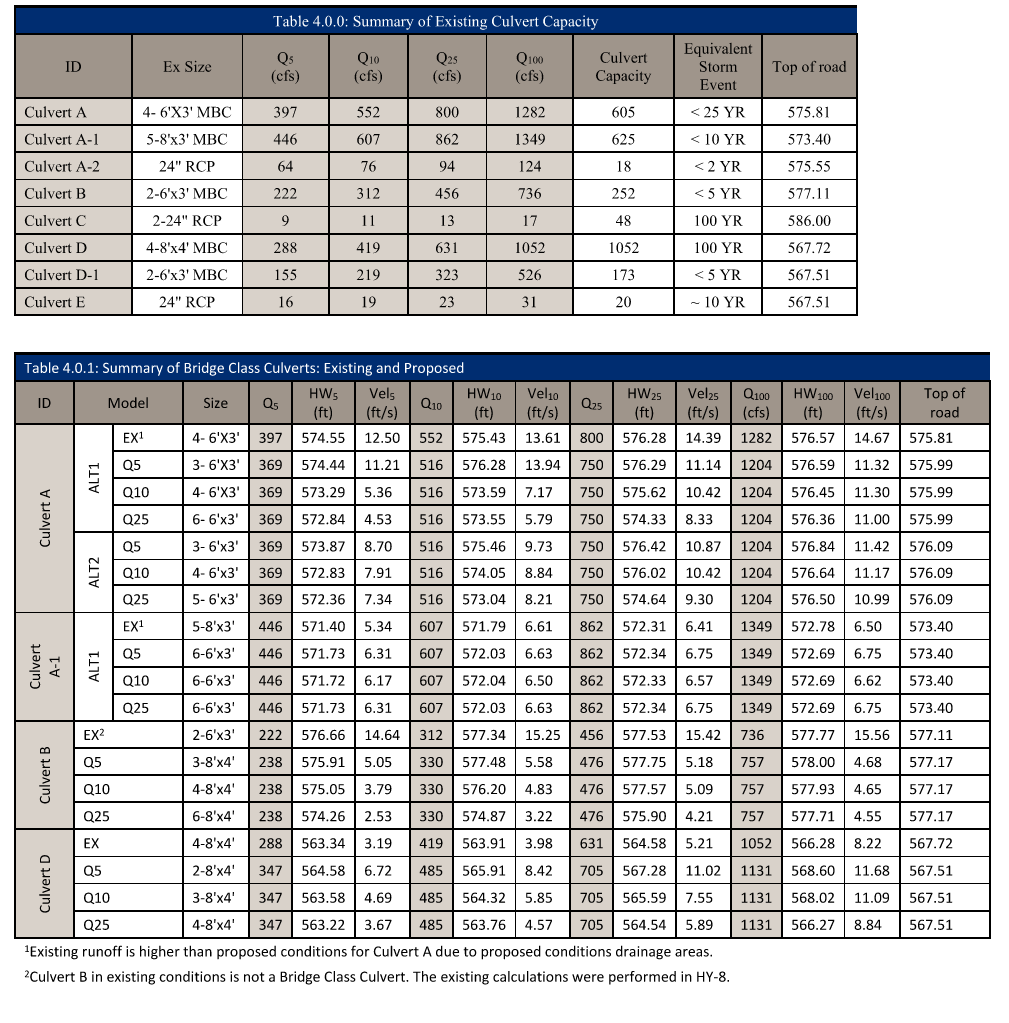 Table 4.0.0: Summary of Existing Culvert Capacity
ID Ex Size Q5 (cfs) Q10 (cfs) Q25 (cfs) Q100 (cfs) Culvert Capacity Equivalent Storm Event Top of road
Culvert A 4- 6'X3' MBC 397 552 800 1282 605 < 25 YR 575.81
Culvert A-1 5-8'x3' MBC 446 607 862 1349 625 < 10 YR 573.40
Culvert A-2 24" RCP 64 76 94 124 18 < 2 YR 575.55
Culvert B 2-6'x3' MBC 222 312 456 736 252 < 5 YR 577.11
Culvert C 2-24" RCP 9 11 13 17 48 100 YR 586.00
Culvert D 4-8'x4' MBC 288 419 631 1052 1052 100 YR 567.72
Culvert D-1 2-6'x3' MBC 155 219 323 526 173 < 5 YR 567.51
Culvert E 24" RCP 16 19 23 31 20 ~ 10 YR 567.51
Table 4.0.1: Summary of Bridge Class Culverts: Existing and Proposed
ID Model Size Q5 HW5 (ft) Vel5 (ft/s) Q10 HW10 (ft) Vel10 (ft/s) Q25 HW25 (ft) Vel25 (ft/s) Q100 (cfs) HW100 (ft) Vel100 (ft/s) Top of road
Culvert A
ALT1
EX¹ 4- 6'X3' 397 574.55 12.50 552 575.43 13.61 800 576.28 14.39 1282 576.57 14.67 575.81
Q5 3- 6'X3' 369 574.44 11.21 516 576.28 13.94 750 576.29 11.14 1204 576.59 11.32 575.99
Q10 4- 6'X3' 369 573.29 5.36 516 573.59 7.17 750 575.62 10.42 1204 576.45 11.30 575.99
Q25 6- 6'x3' 369 572.84 4.53 516 573.55 5.79 750 574.33 8.33 1204 576.36 11.00 575.99
ALT2
Q5 3- 6'x3' 369 573.87 8.70 516 575.46 9.73 750 576.42 10.87 1204 576.84 11.42 576.09
Q10 4- 6'x3' 369 572.83 7.91 516 574.05 8.84 750 576.02 10.42 1204 576.64 11.17 576.09
Q25 5- 6'x3' 369 572.36 7.34 516 573.04 8.21 750 574.64 9.30 1204 576.50 10.99 576.09
Culvert A-1
ALT1
EX¹ 5-8'x3' 446 571.40 5.34 607 571.79 6.61 862 572.31 6.41 1349 572.78 6.50 573.40
Q5 6-6'x3' 446 571.73 6.31 607 572.03 6.63 862 572.34 6.75 1349 572.69 6.75 573.40
Q10 6-6'x3' 446 571.72 6.17 607 572.04 6.50 862 572.33 6.57 1349 572.69 6.62 573.40
Q25 6-6'x3' 446 571.73 6.31 607 572.03 6.63 862 572.34 6.75 1349 572.69 6.75 573.40
Culvert B
EX² 2-6'x3' 222 576.66 14.64 312 577.34 15.25 456 577.53 15.42 736 577.77 15.56 577.11
Q5 3-8'x4' 238 575.91 5.05 330 577.48 5.58 476 577.75 5.18 757 578.00 4.68 577.17
Q10 4-8'x4' 238 575.05 3.79 330 576.20 4.83 476 577.57 5.09 757 577.93 4.65 577.17
Q25 6-8'x4' 238 574.26 2.53 330 574.87 3.22 476 575.90 4.21 757 577.71 4.55 577.17
Culvert D
EX 4-8'x4' 288 563.34 3.19 419 563.91 3.98 631 564.58 5.21 1052 566.28 8.22 567.72
Q5 2-8'x4' 347 564.58 6.72 485 565.91 8.42 705 567.28 11.02 1131 568.60 11.68 567.51
Q10 3-8'x4' 347 563.58 4.69 485 564.32 5.85 705 565.59 7.55 1131 568.02 11.09 567.51
Q25 4-8'x4' 347 563.22 3.67 485 563.76 4.57 705 564.54 5.89 1131 566.27 8.84 567.51
¹Existing runoff is higher than proposed conditions for Culvert A due to proposed conditions drainage areas.
²Culvert B in existing conditions is not a Bridge Class Culvert. The existing calculations were performed in HY-8.